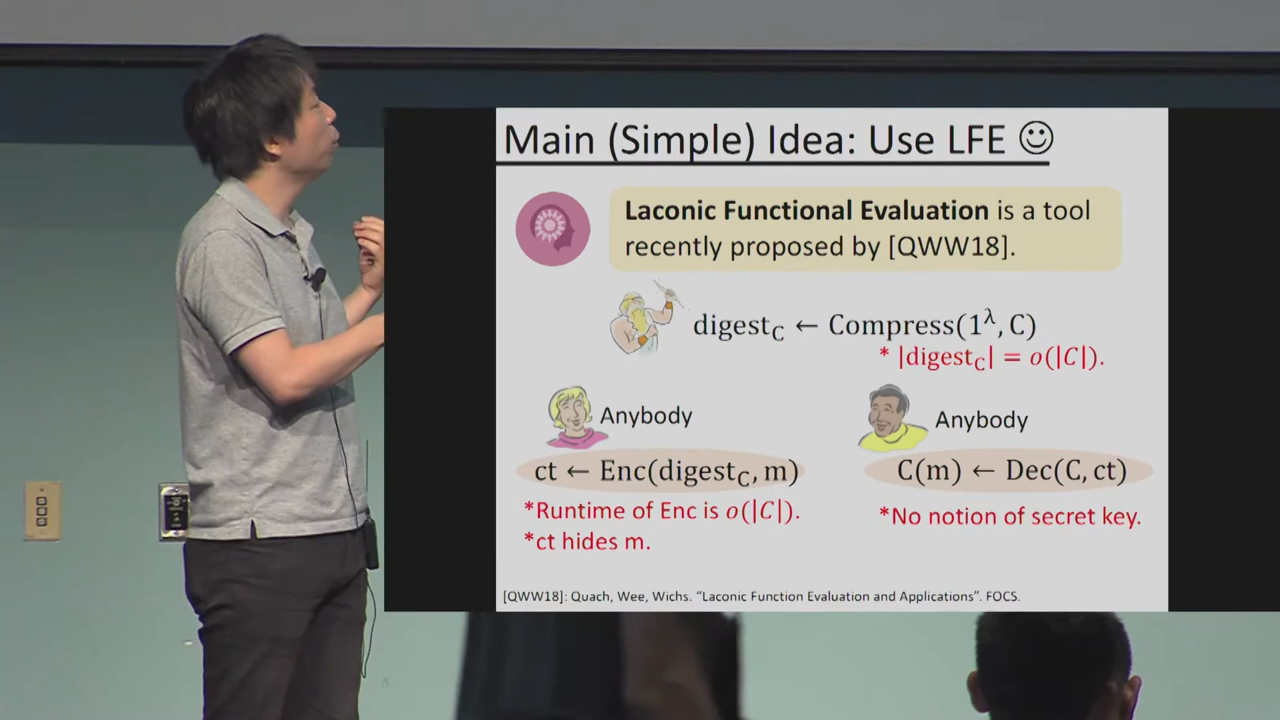 Main (Simple) Idea: Use LFE ☺
Laconic Functional Evaluation is a tool
recently proposed by [QWW18].
digest_C ← Compress(1^λ, C)
* |digest_C| = o(|C|).
Anybody
ct ← Enc(digest_C, m)
*Runtime of Enc is o(|C|).
*ct hides m.
Anybody
C(m) ← Dec(C, ct)
*No notion of secret key.
[QWW18]: Quach, Wee, Wichs. “Laconic Function Evaluation and Applications”. FOCS.